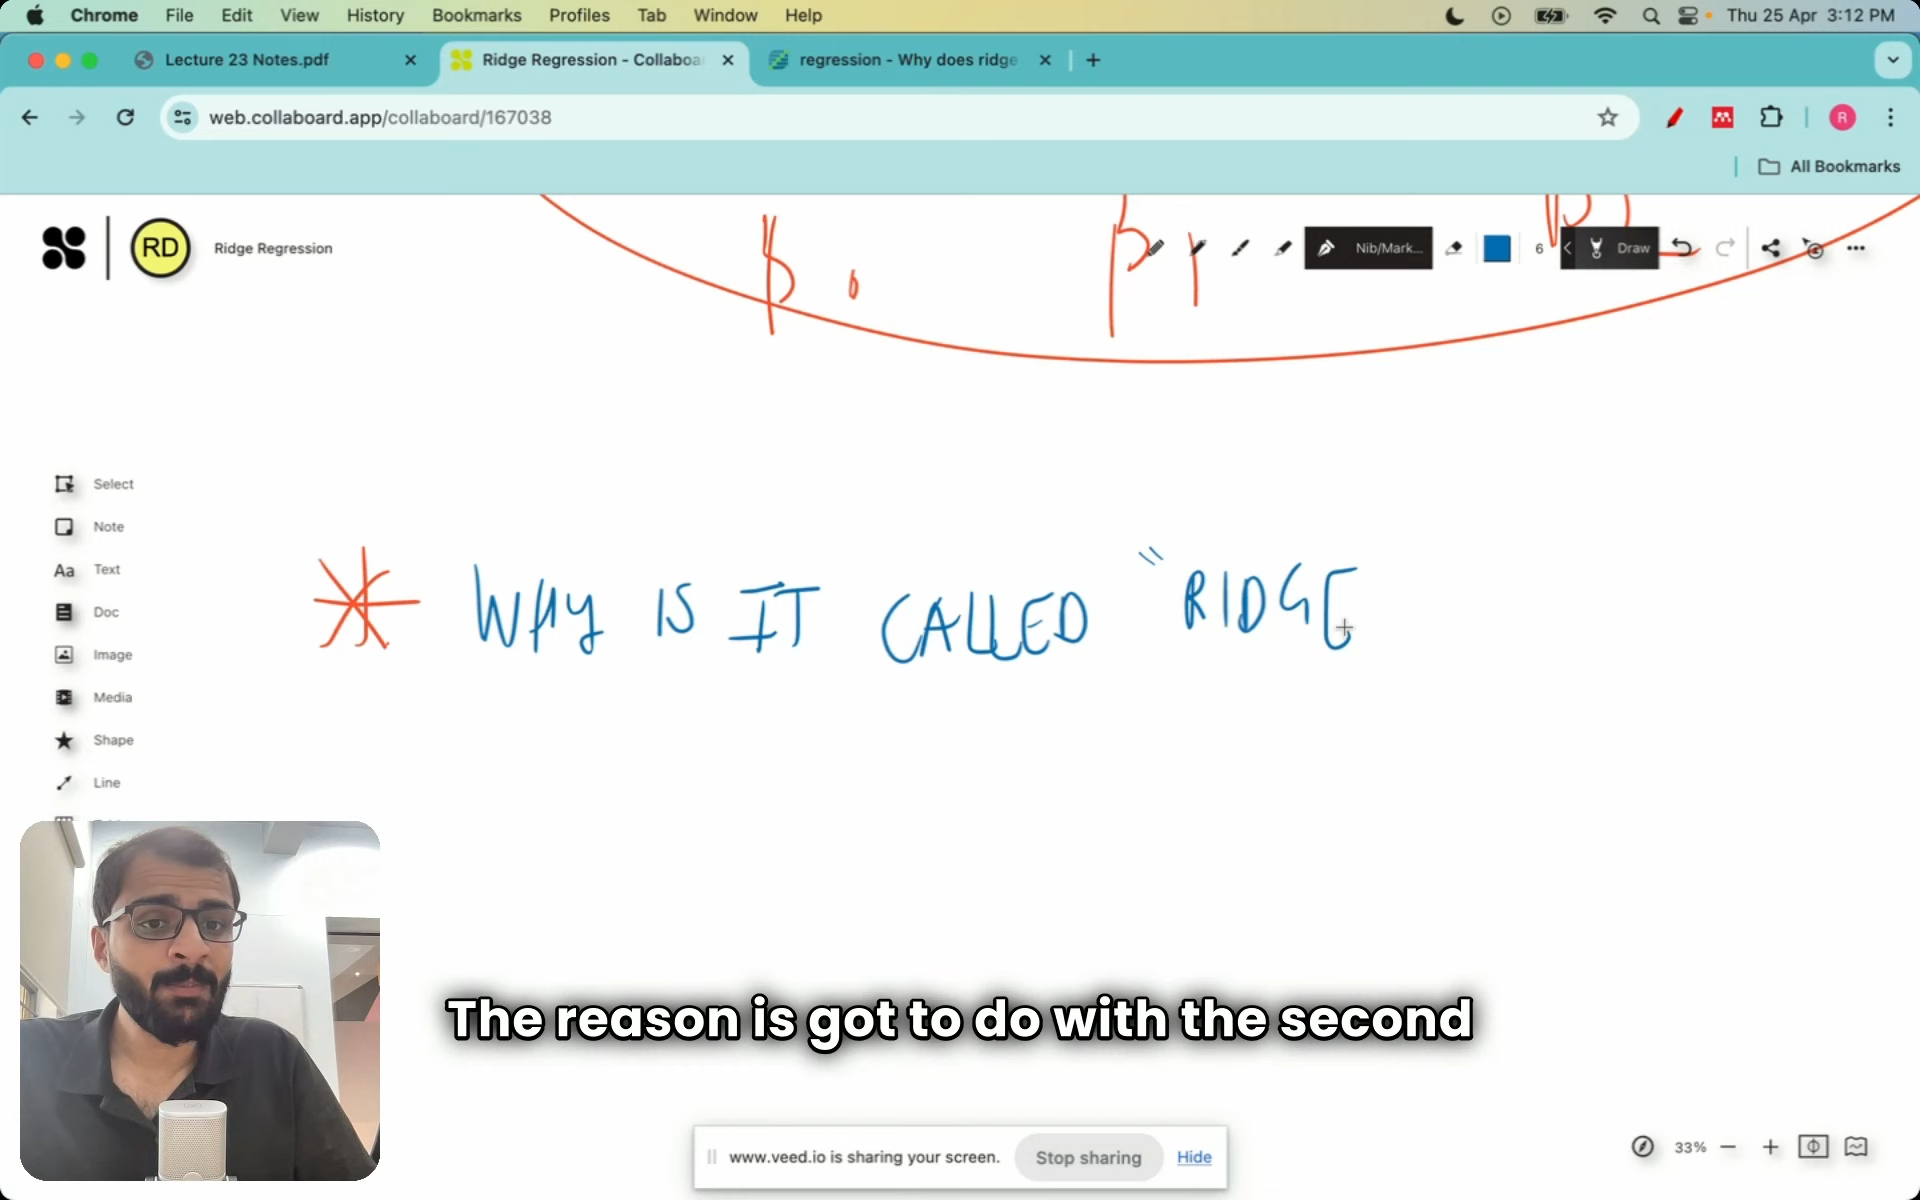 Chrome File Edit View History Bookmarks Profiles Tab Window Help Thu 25 Apr 3:12 PM
Lecture 23 Notes.pdf Ridge Regression - Collaboa regression - Why does ridge
web.collaboard.app/collaboard/167038 R
All Bookmarks
RD Ridge Regression Nib/Mark... 6 Draw
β0 β1
Select
Note
Aa Text
Doc
Image
Media
Shape
Line
* WHY IS IT CALLED "RIDGE
The reason is got to do with the second
www.veed.io is sharing your screen. Stop sharing Hide
33%